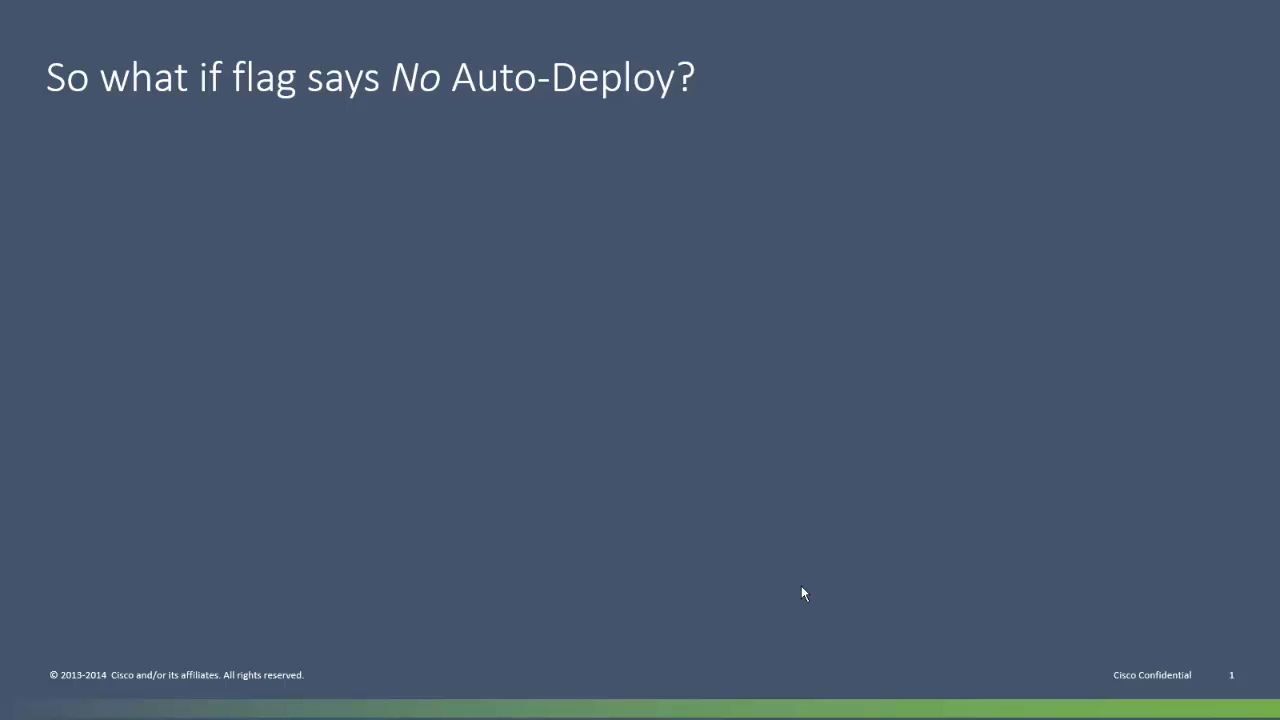 So what if flag says No Auto-Deploy?
© 2013-2014 Cisco and/or its affiliates. All rights reserved.
Cisco Confidential 1